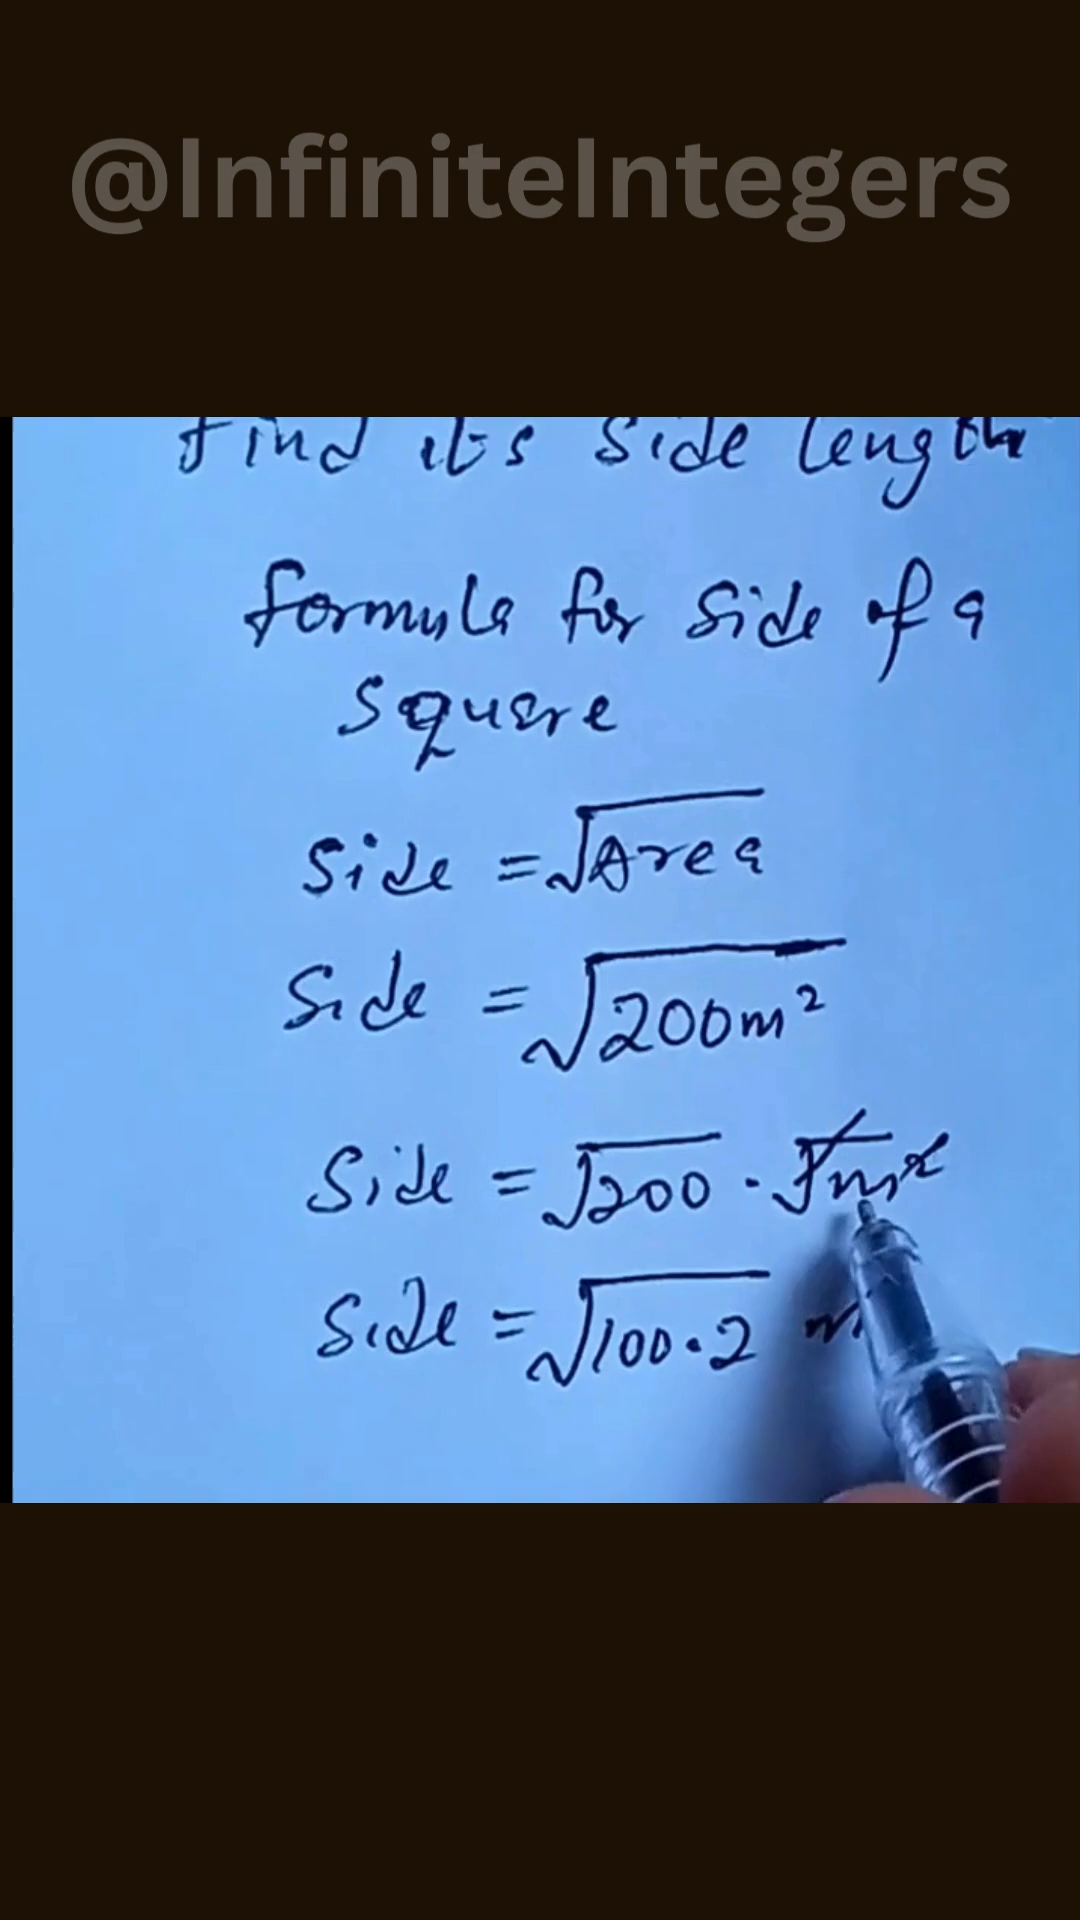 @InfiniteIntegers
Find its side length
formula for side of a
square
Side = √Area
Side = √200m²
Side = √200 · √m²
Side = √100·2 m